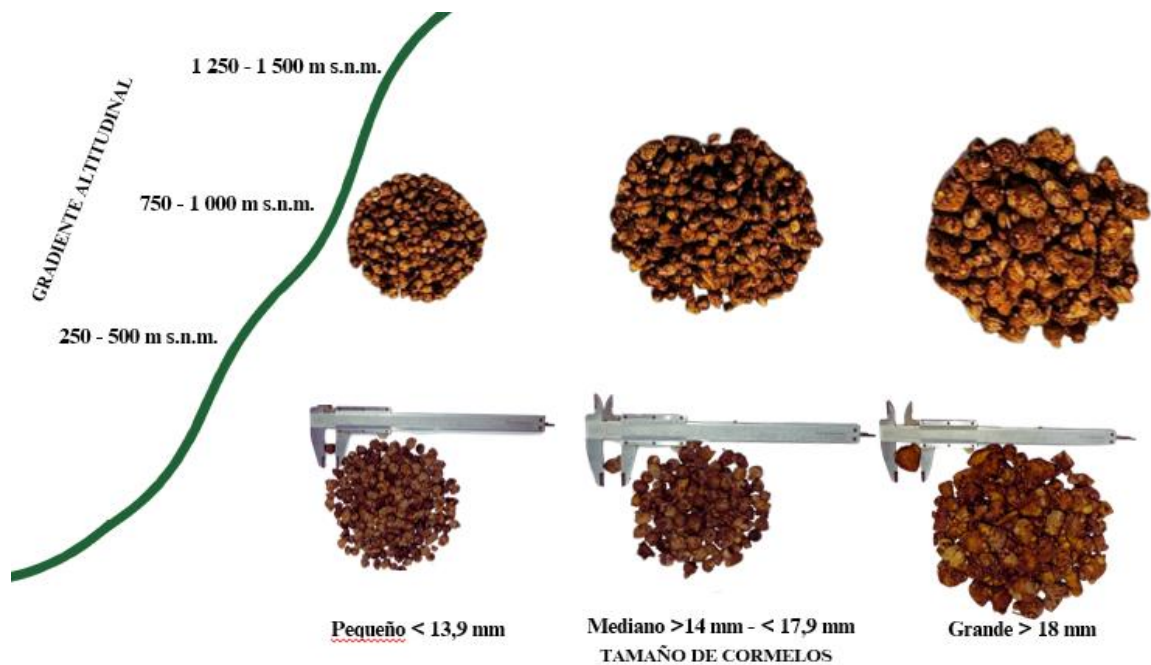 1 250 - 1 500 m s.n.m.
GRADIENTE ALTITUDINAL
750 - 1 000 m s.n.m.
250 - 500 m s.n.m.
Pequeño < 13,9 mm
Mediano >14 mm - < 17,9 mm
Grande > 18 mm
TAMAÑO DE CORMELOS